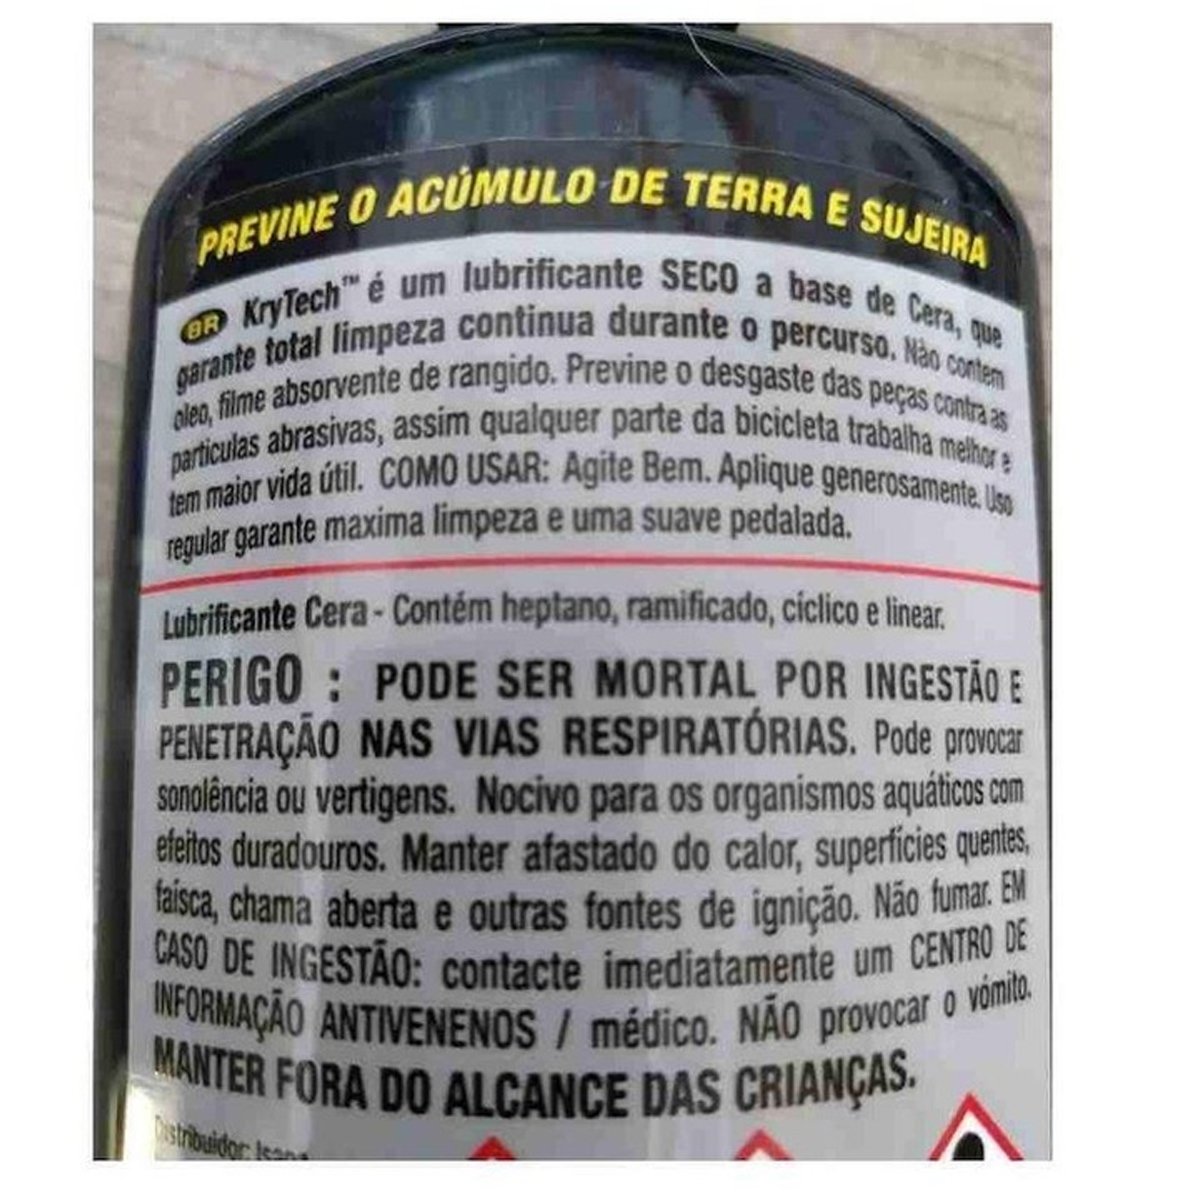 PREVINE O ACÚMULO DE TERRA E SUJEIRA
BR KryTech™ é um lubrificante SECO a base de Cera, que
garante total limpeza continua durante o percurso. Não contem
oleo, filme absorvente de rangido. Previne o desgaste das peças contra as
particulas abrasivas, assim qualquer parte da bicicleta trabalha melhor e
tem maior vida útil. COMO USAR: Agite Bem. Aplique generosamente. Uso
regular garante maxima limpeza e uma suave pedalada.
Lubrificante Cera - Contém heptano, ramificado, cíclico e linear.
PERIGO : PODE SER MORTAL POR INGESTÃO E
PENETRAÇÃO NAS VIAS RESPIRATÓRIAS. Pode provocar
sonolência ou vertigens. Nocivo para os organismos aquáticos com
efeitos duradouros. Manter afastado do calor, superfícies quentes,
faísca, chama aberta e outras fontes de ignição. Não fumar. EM
CASO DE INGESTÃO: contacte imediatamente um CENTRO DE
INFORMAÇÃO ANTIVENENOS / médico. NÃO provocar o vómito.
MANTER FORA DO ALCANCE DAS CRIANÇAS.
Distribuidor: